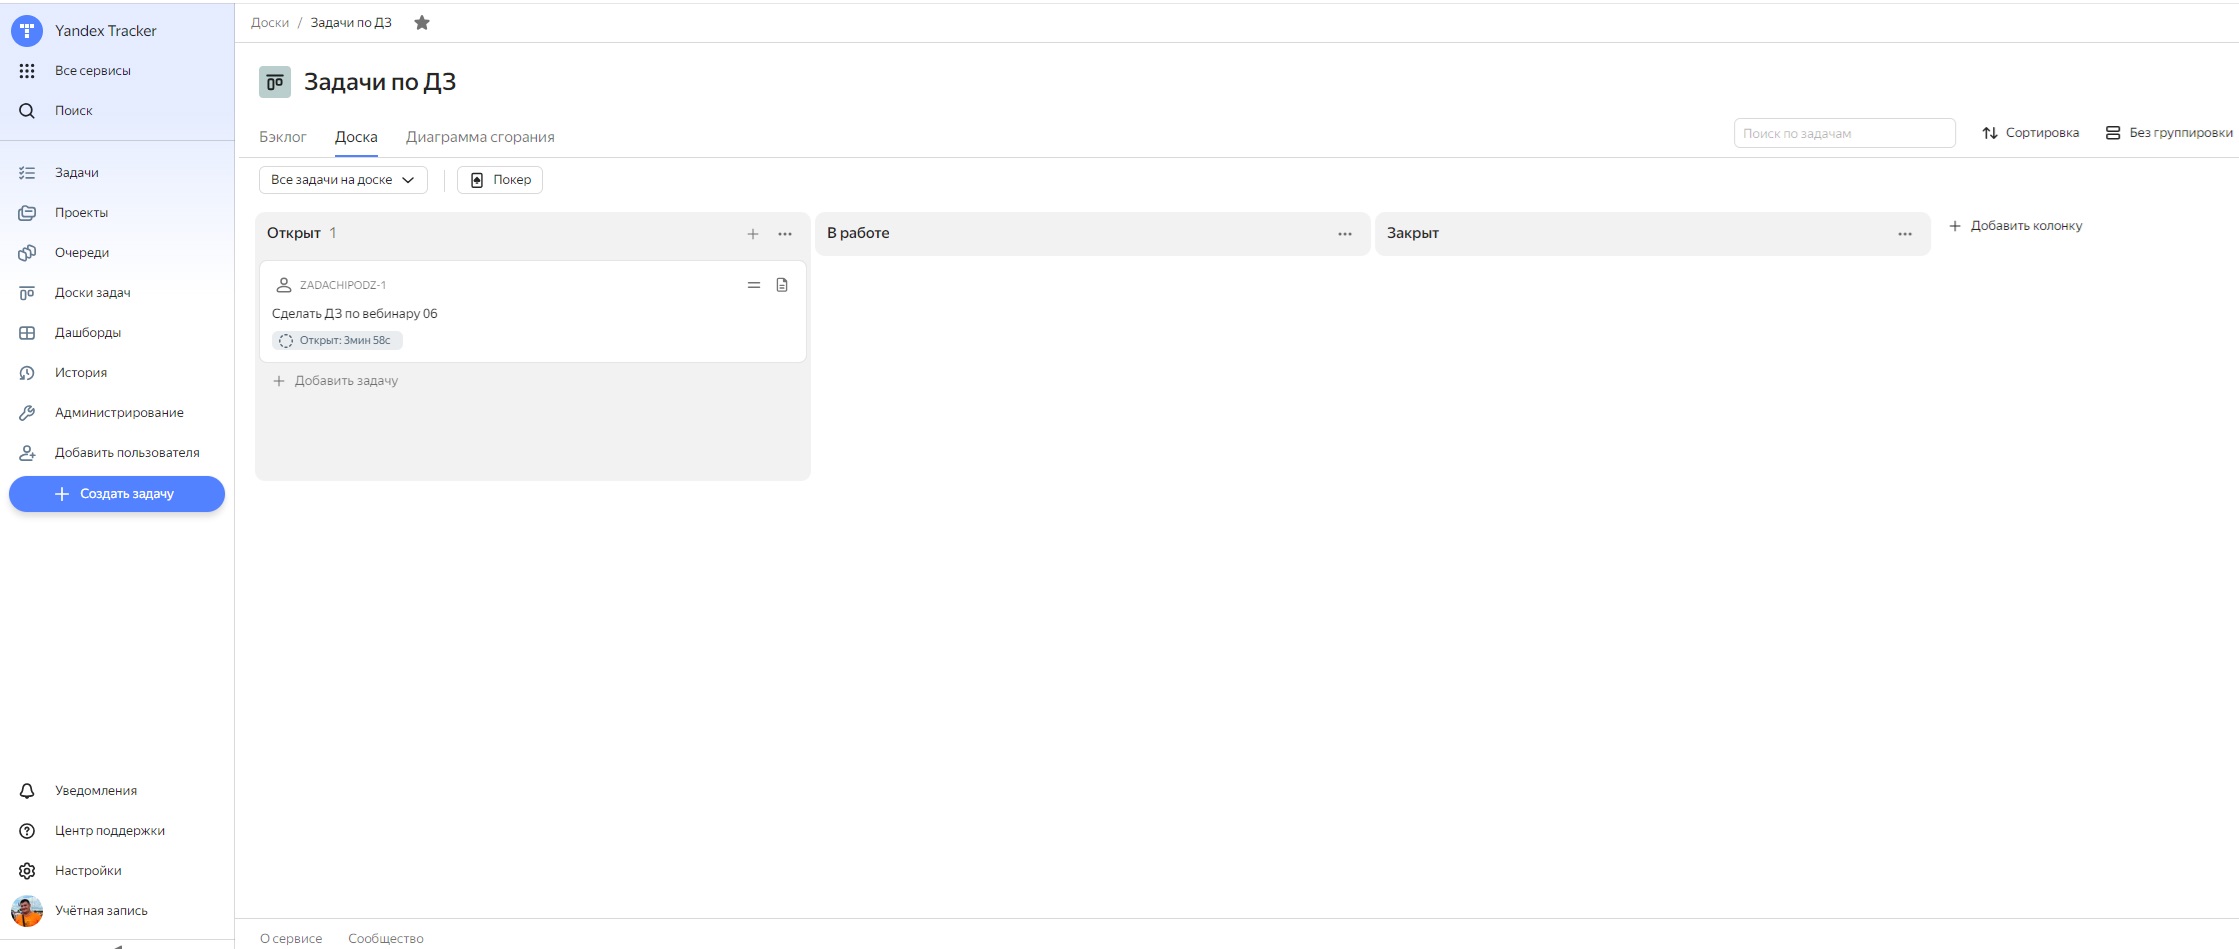 Yandex Tracker
Все сервисы
Поиск
Задачи
Проекты
Очереди
Доски задач
Дашборды
История
Администрирование
Добавить пользователя
Создать задачу
Уведомления
Центр поддержки
Настройки
Учётная запись
Доски / Задачи по ДЗ
Задачи по ДЗ
Бэклог Доска Диаграмма сгорания
Поиск по задачам Сортировка Без группировки
Все задачи на доске Покер
Открыт 1 В работе Закрыт Добавить колонку
ZADACHIPODZ-1
Сделать ДЗ по вебинару 06
Открыт: 3мин 58с
Добавить задачу
О сервисе Сообщество